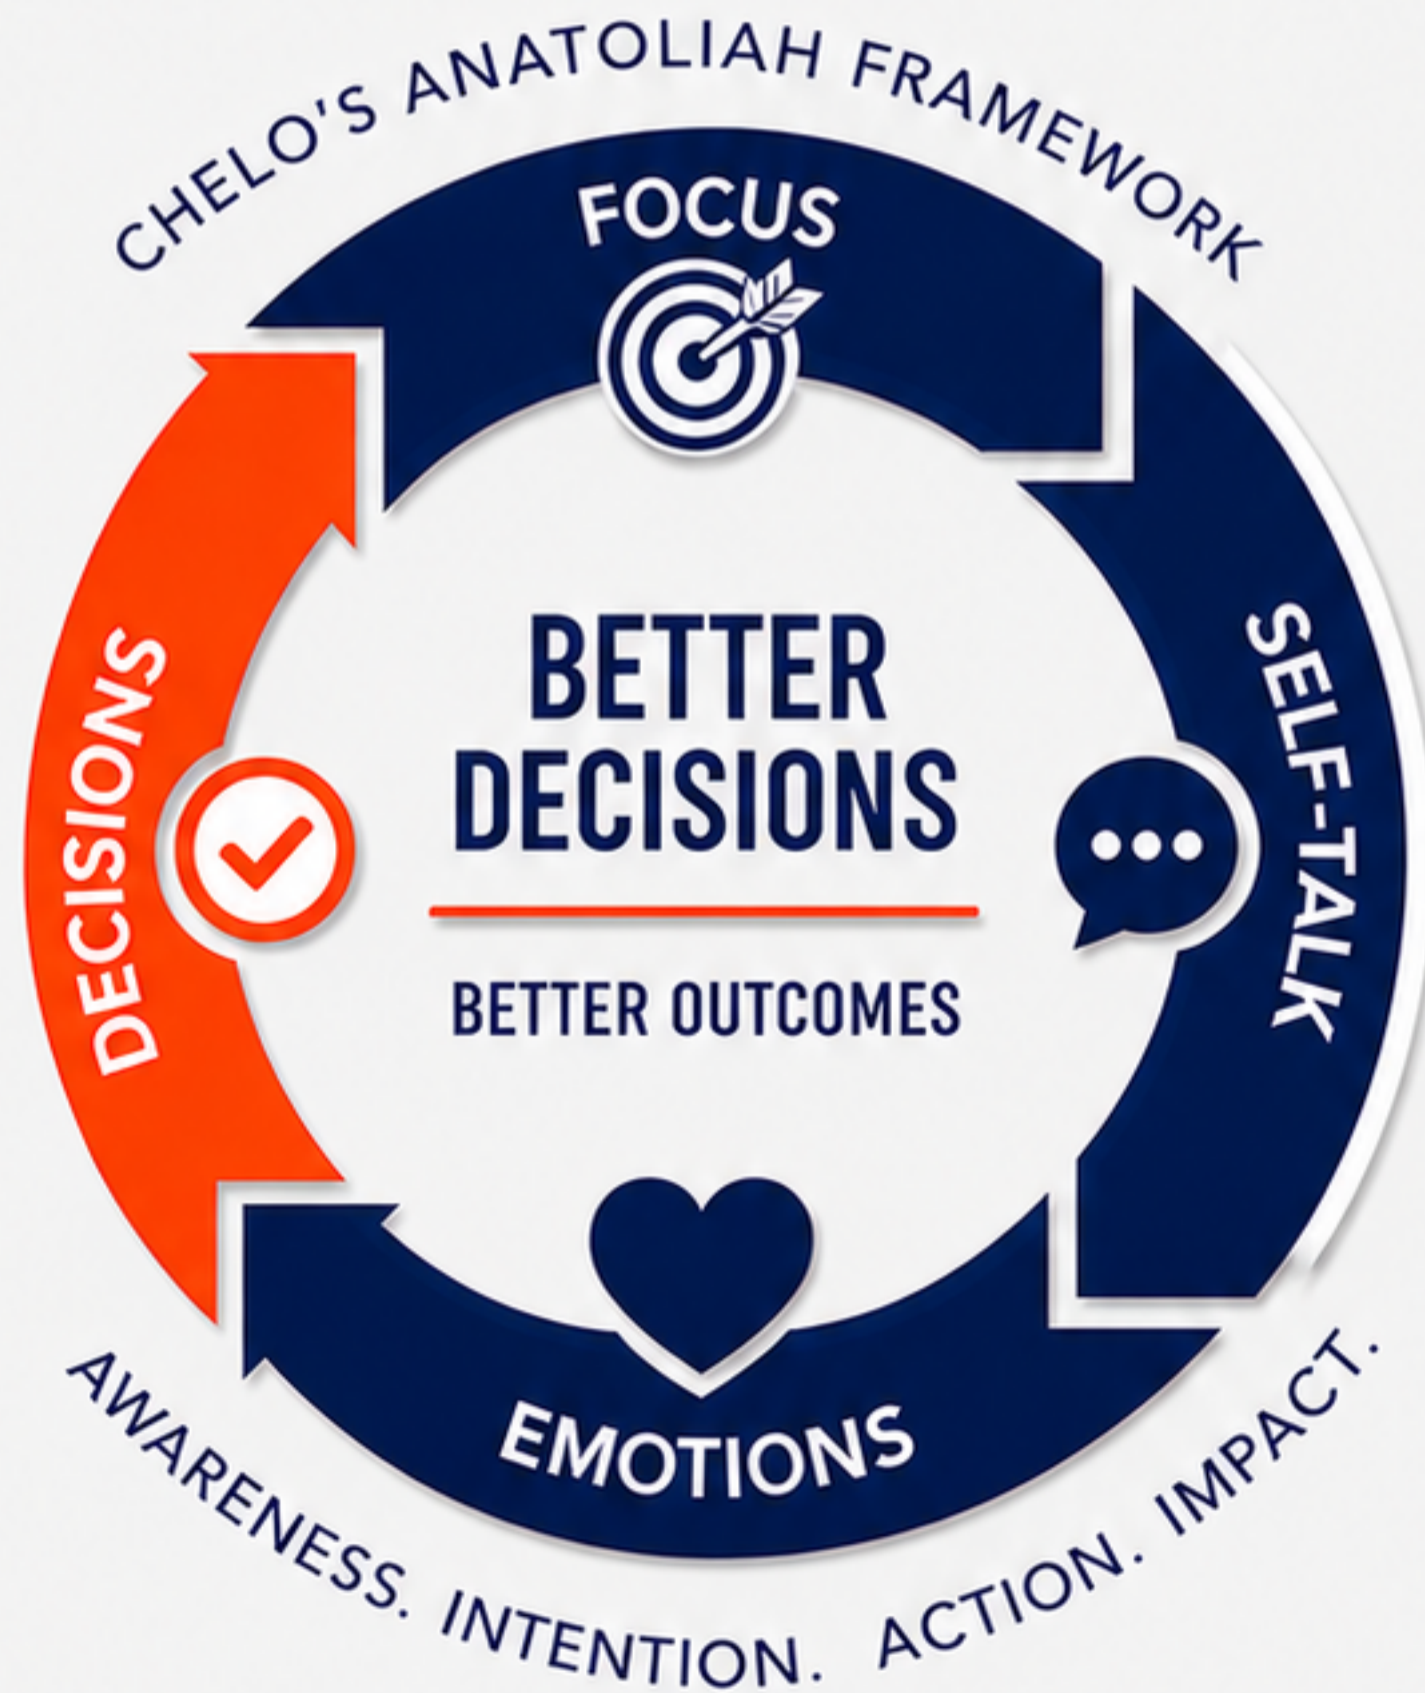 CHELO'S ANATOLIAH FRAMEWORK
FOCUS
SELF-TALK
EMOTIONS
DECISIONS
BETTER
DECISIONS
BETTER OUTCOMES
AWARENESS. INTENTION. ACTION. IMPACT.